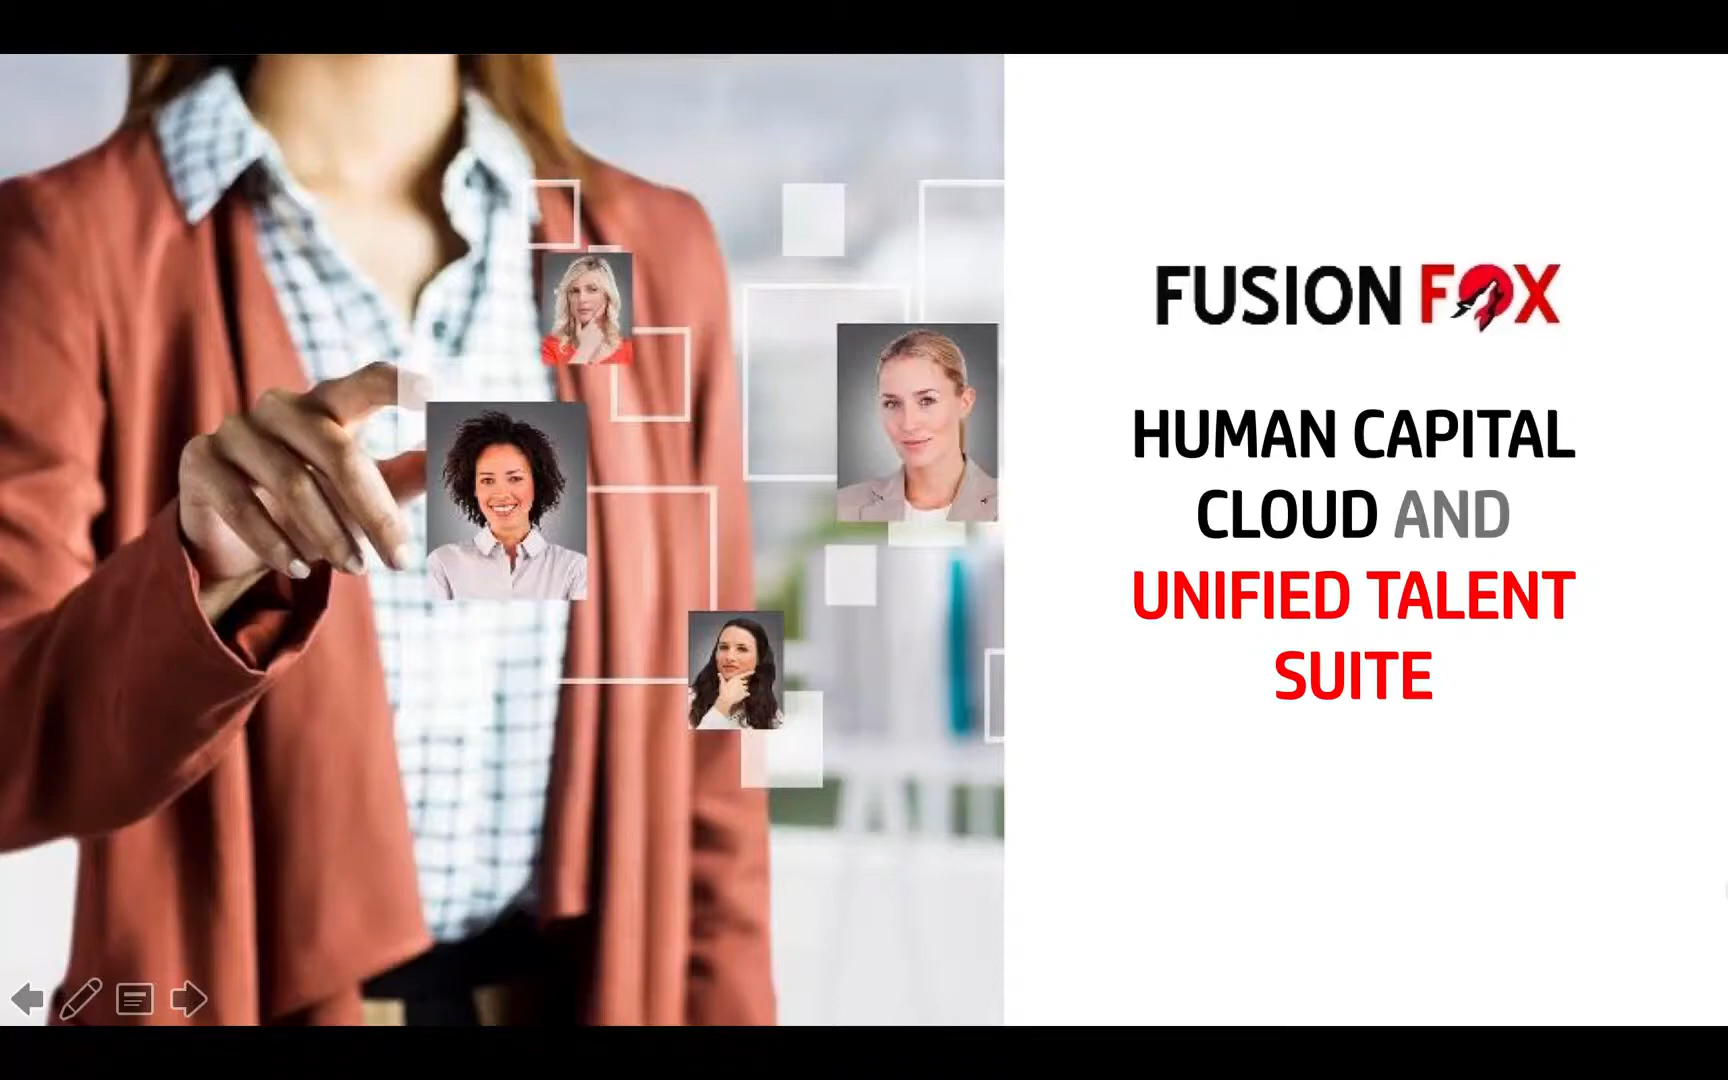 FUSION FOX
HUMAN CAPITAL
CLOUD AND
UNIFIED TALENT
SUITE